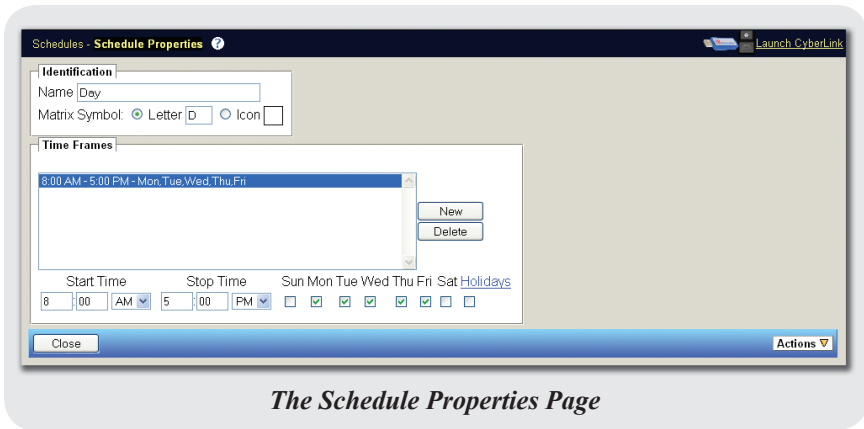 Schedules - Schedule Properties ?
Launch CyberLink
Identification
Name Day
Matrix Symbol: Letter D Icon
Time Frames
8:00 AM - 5:00 PM - Mon,Tue,Wed,Thu,Fri
New
Delete
Start Time Stop Time Sun Mon Tue Wed Thu Fri Sat Holidays
8 :00 AM 5 :00 PM
Close
Actions
The Schedule Properties Page